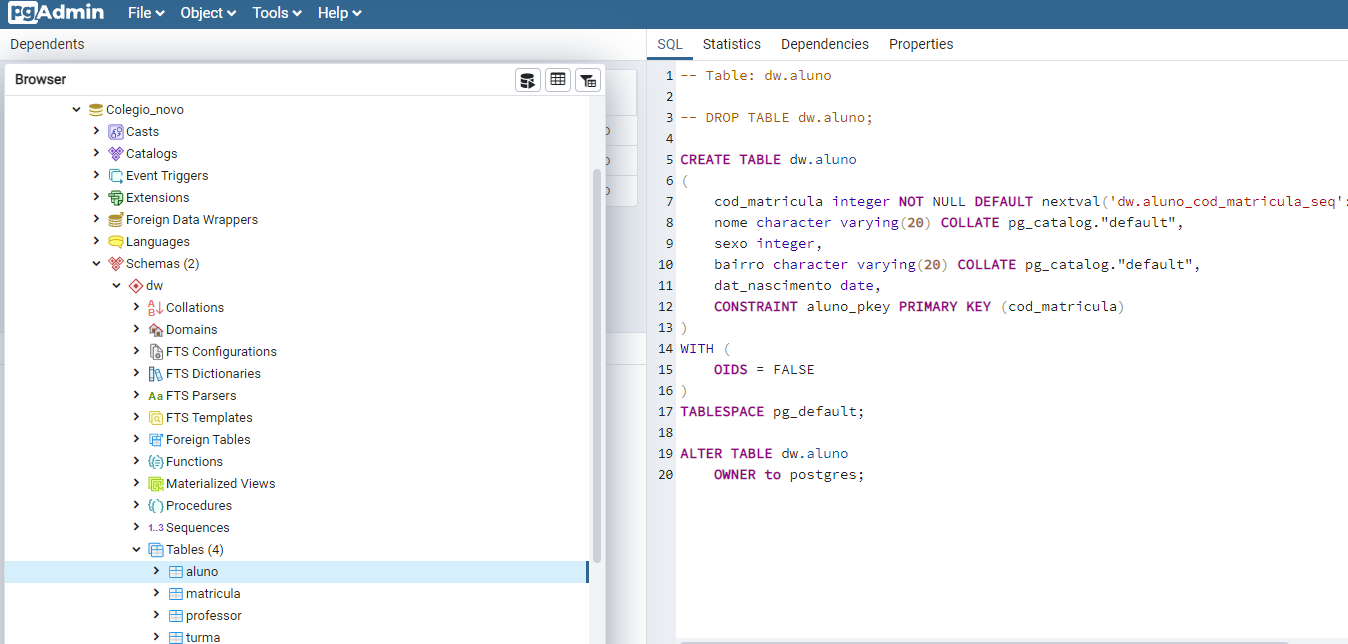 pgAdmin File Object Tools Help
Dependents
SQL Statistics Dependencies Properties
Browser
Colegio_novo
Casts
Catalogs
Event Triggers
Extensions
Foreign Data Wrappers
Languages
Schemas (2)
dw
Collations
Domains
FTS Configurations
FTS Dictionaries
Aa FTS Parsers
FTS Templates
Foreign Tables
Functions
Materialized Views
Procedures
1..3 Sequences
Tables (4)
aluno
matricula
professor
turma
1 -- Table: dw.aluno
2
3 -- DROP TABLE dw.aluno;
4
5 CREATE TABLE dw.aluno
6 (
7 cod_matricula integer NOT NULL DEFAULT nextval('dw.aluno_cod_matricula_seq':
8 nome character varying(20) COLLATE pg_catalog."default",
9 sexo integer,
10 bairro character varying(20) COLLATE pg_catalog."default",
11 dat_nascimento date,
12 CONSTRAINT aluno_pkey PRIMARY KEY (cod_matricula)
13 )
14 WITH (
15 OIDS = FALSE
16 )
17 TABLESPACE pg_default;
18
19 ALTER TABLE dw.aluno
20 OWNER to postgres;